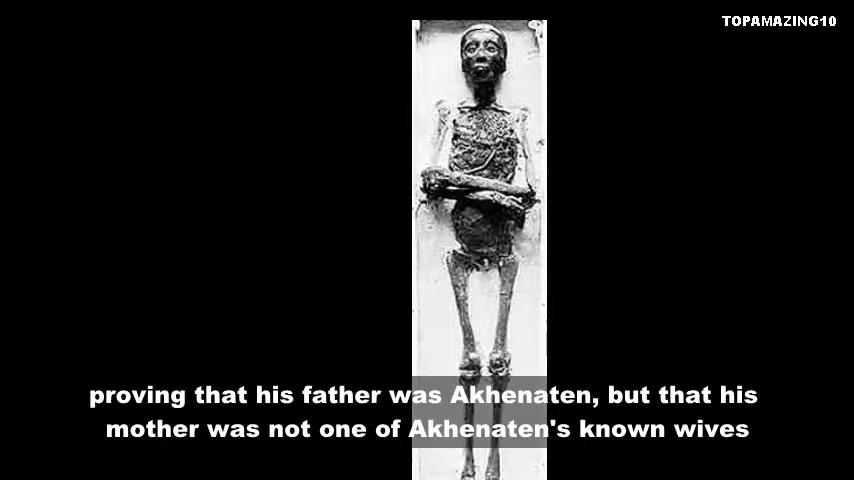 TOPAMAZING10
proving that his father was Akhenaten, but that his
mother was not one of Akhenaten's known wives